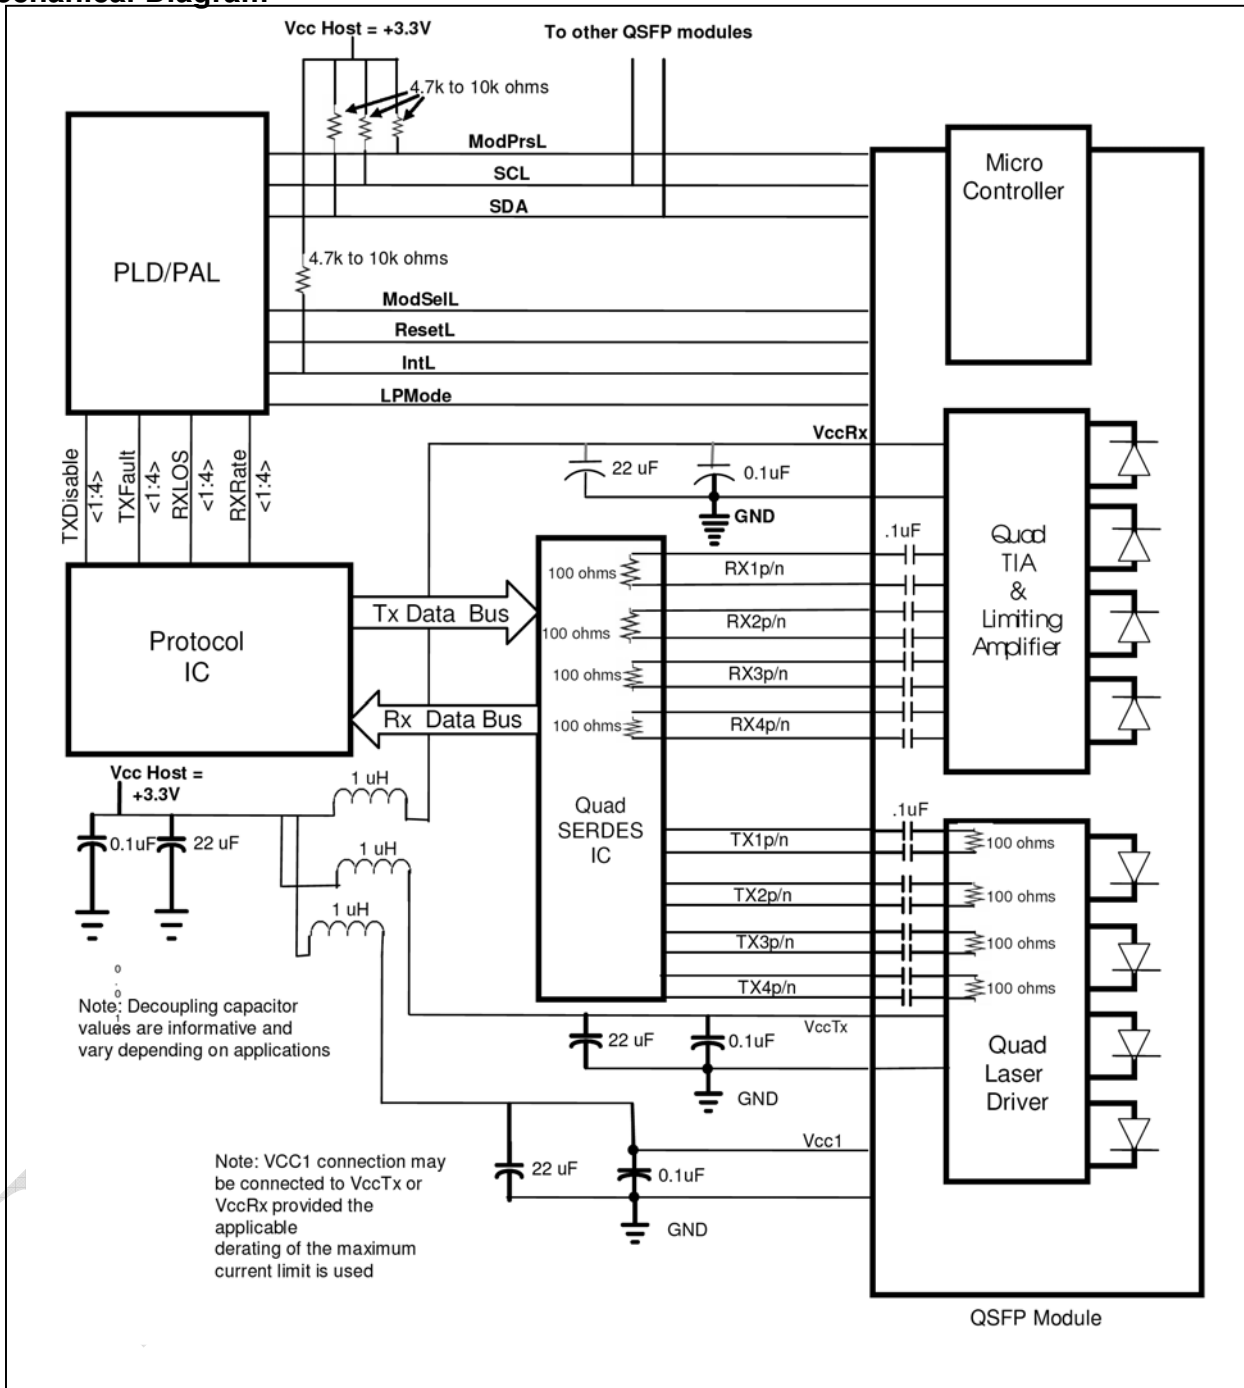 Mechanical Diagram
Vcc Host = +3.3V
To other QSFP modules
4.7k to 10k ohms
ModPrsL
SCL
SDA
Micro
Controller
PLD/PAL
4.7k to 10k ohms
ModSelL
ResetL
IntL
LPMode
TXDisable
<1:4>
TXFault
<1:4>
RXLOS
<1:4>
RXRate
<1:4>
VccRx
22 uF
0.1uF
GND
.1uF
Quad
TIA
&
Limiting
Amplifier
100 ohms
RX1p/n
100 ohms
RX2p/n
100 ohms
RX3p/n
100 ohms
RX4p/n
Tx Data Bus
Protocol
IC
Rx Data Bus
Vcc Host =
+3.3V
1 uH
0.1uF
22 uF
1 uH
1 uH
Quad
SERDES
IC
.1uF
TX1p/n
100 ohms
TX2p/n
100 ohms
TX3p/n
100 ohms
TX4p/n
100 ohms
Note: Decoupling capacitor
values are informative and
vary depending on applications
VccTx
22 uF
0.1uF
GND
Quad
Laser
Driver
Vcc1
22 uF
0.1uF
GND
Note: VCC1 connection may
be connected to VccTx or
VccRx provided the
applicable
derating of the maximum
current limit is used
QSFP Module